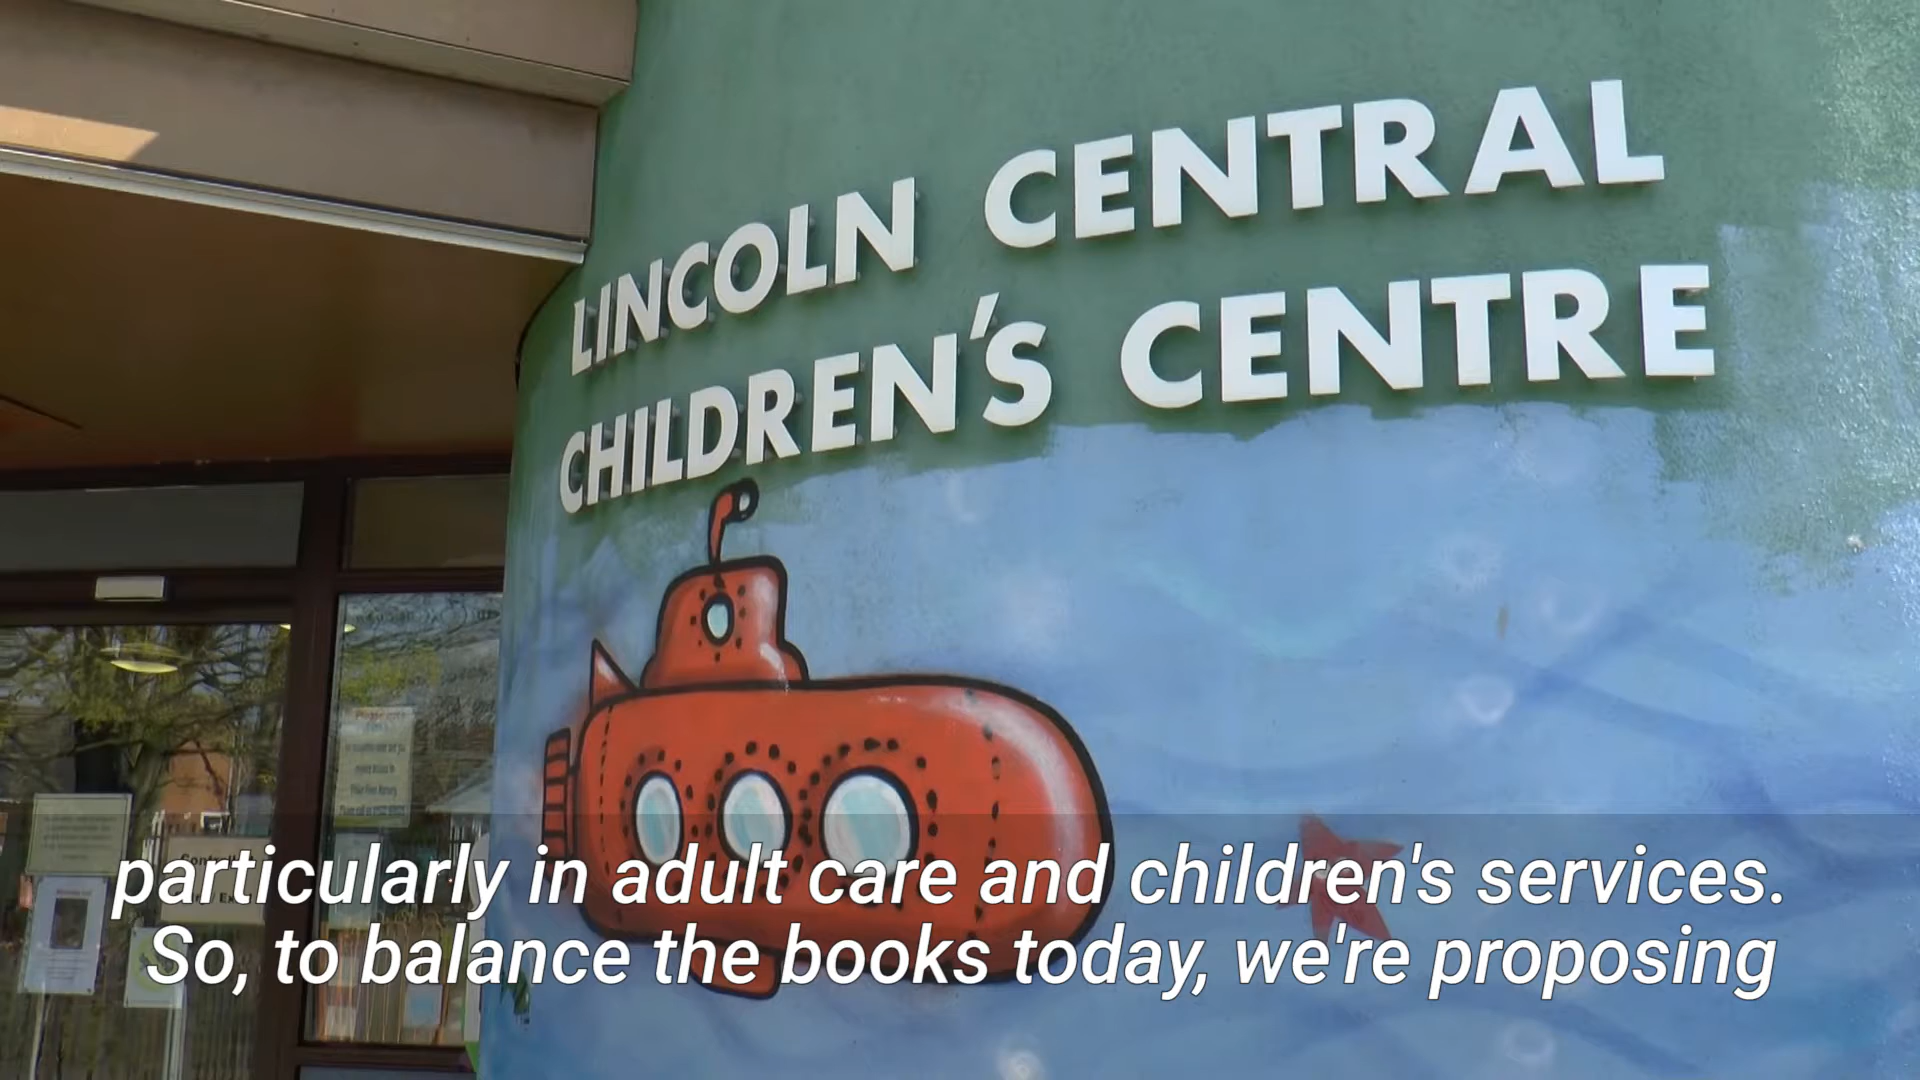 LINCOLN CENTRAL
CHILDREN'S CENTRE
particularly in adult care and children's services.
So, to balance the books today, we're proposing